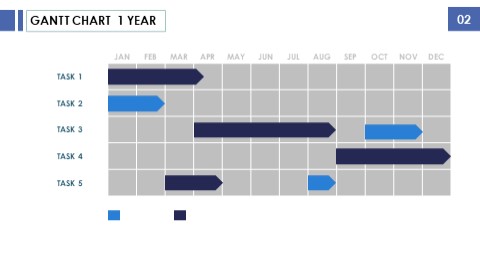 GANTT CHART 1 YEAR
02
JAN FEB MAR APR MAY JUN JUL AUG SEP OCT NOV DEC
TASK 1
TASK 2
TASK 3
TASK 4
TASK 5